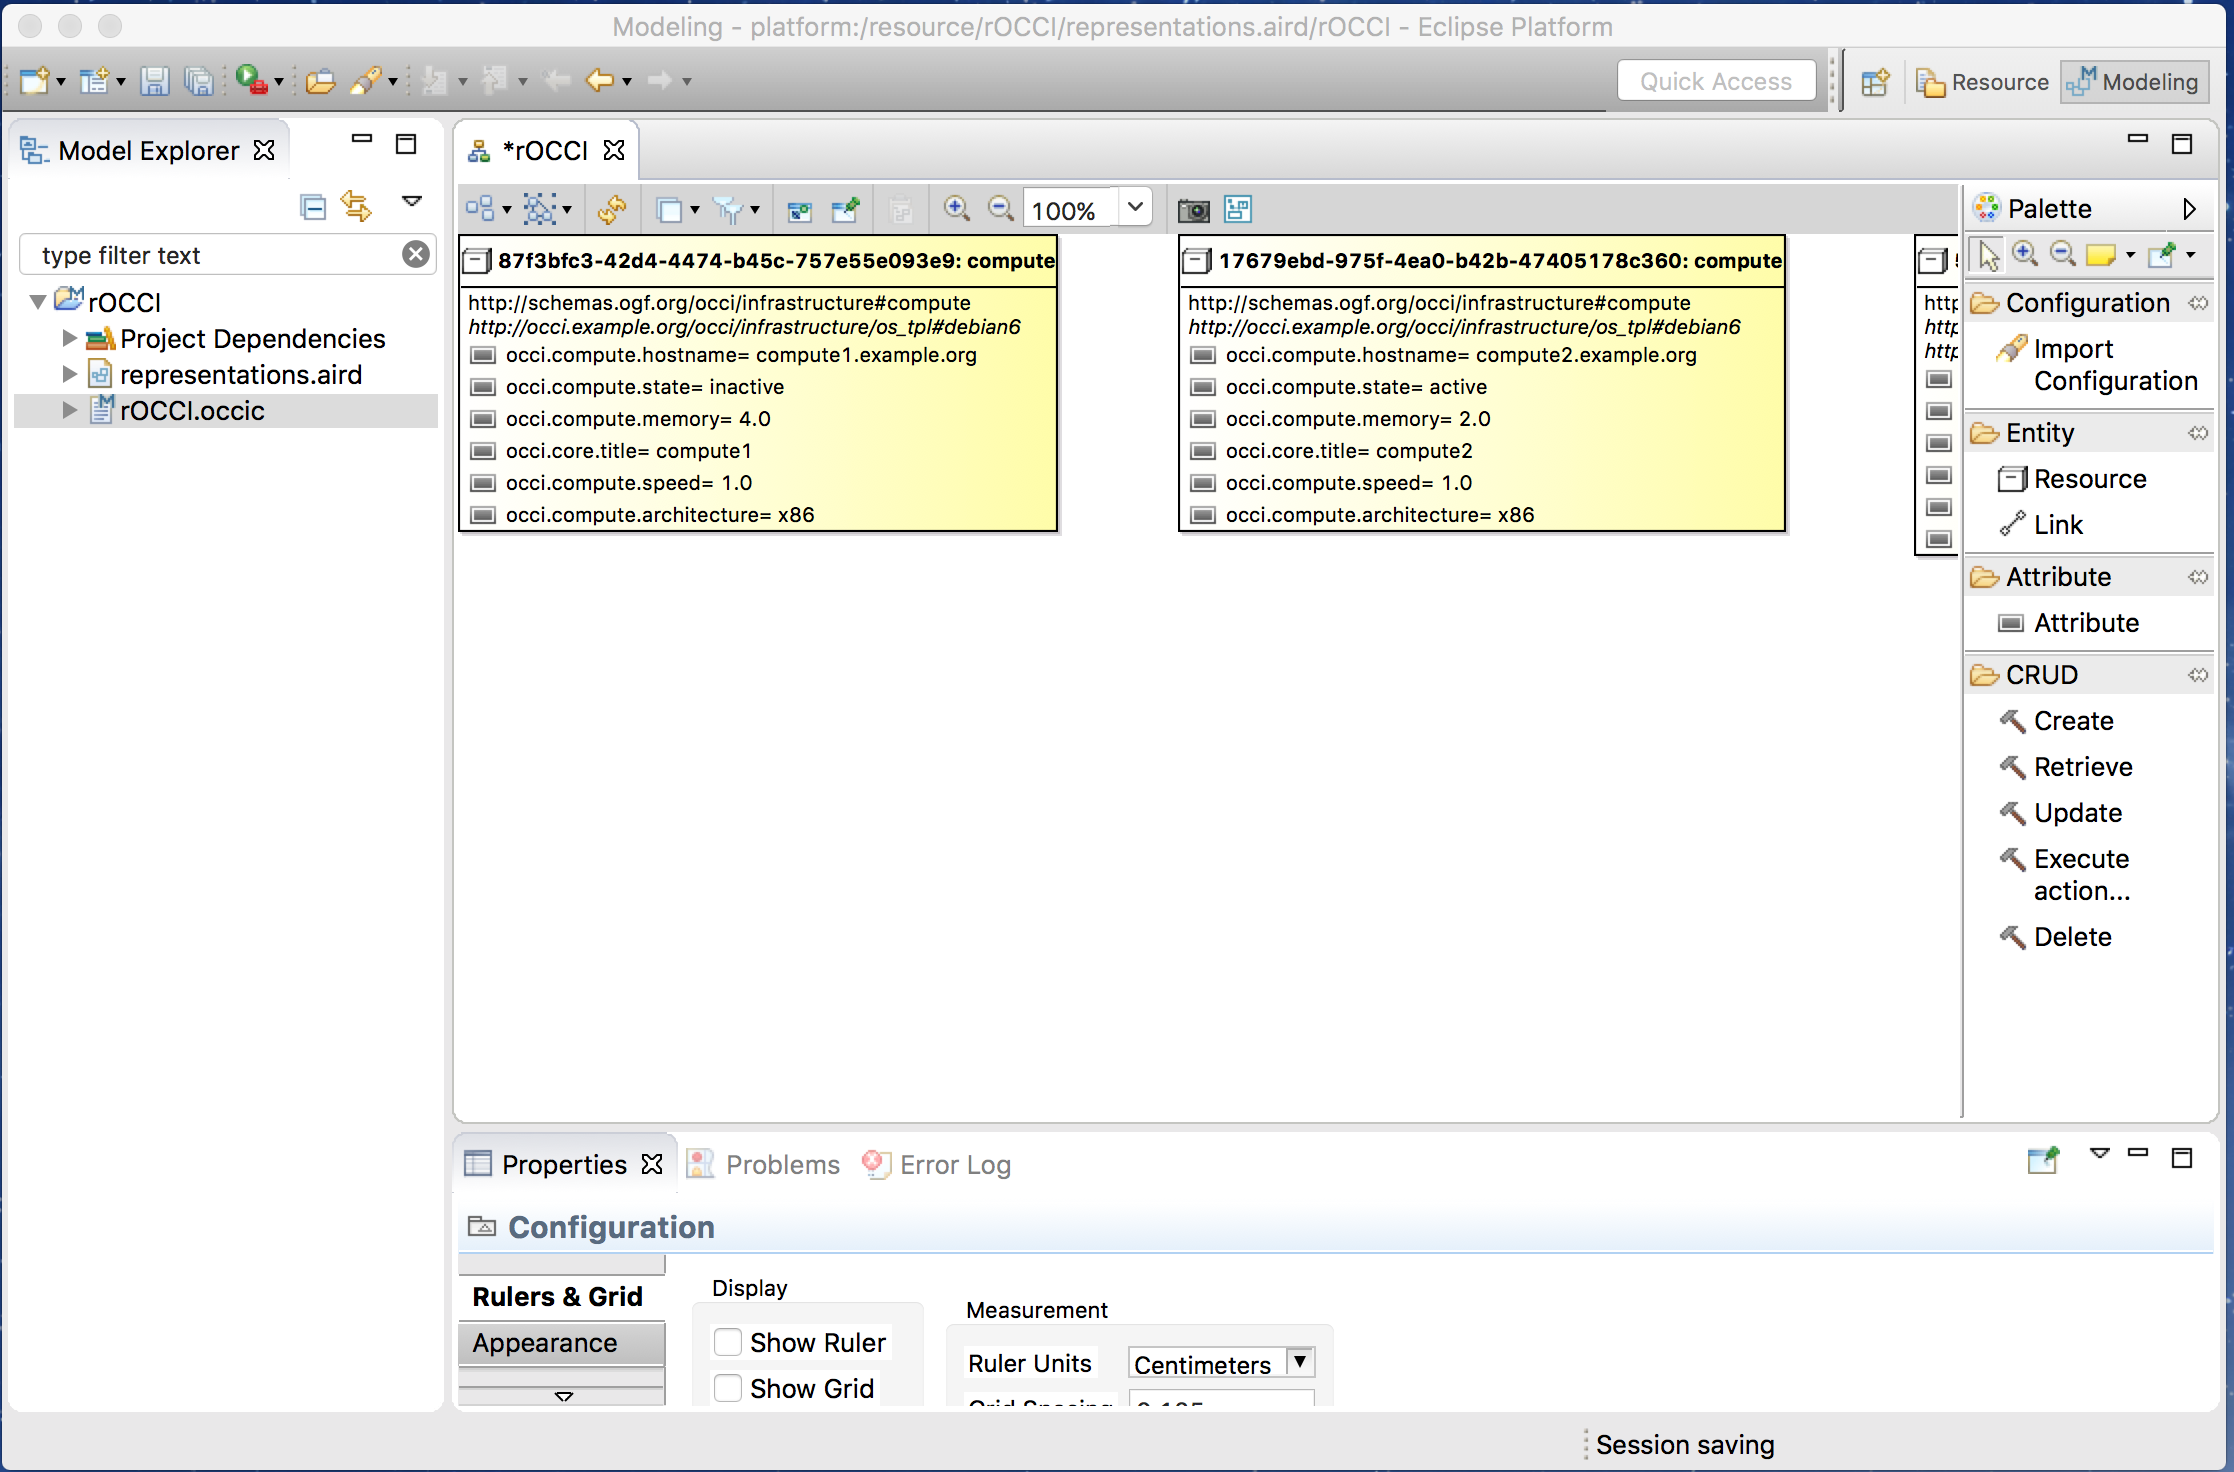 Modeling - platform:/resource/rOCCI/representations.aird/rOCCI - Eclipse Platform
Quick Access
Resource
Modeling
Model Explorer
type filter text
rOCCI
Project Dependencies
representations.aird
rOCCI.occic
*rOCCI
100%
87f3bfc3-42d4-4474-b45c-757e55e093e9: compute
http://schemas.ogf.org/occi/infrastructure#compute
http://occi.example.org/occi/infrastructure/os_tpl#debian6
occi.compute.hostname= compute1.example.org
occi.compute.state= inactive
occi.compute.memory= 4.0
occi.core.title= compute1
occi.compute.speed= 1.0
occi.compute.architecture= x86
17679ebd-975f-4ea0-b42b-47405178c360: compute
http://schemas.ogf.org/occi/infrastructure#compute
http://occi.example.org/occi/infrastructure/os_tpl#debian6
occi.compute.hostname= compute2.example.org
occi.compute.state= active
occi.compute.memory= 2.0
occi.core.title= compute2
occi.compute.speed= 1.0
occi.compute.architecture= x86
Palette
Configuration
Import
Configuration
Entity
Resource
Link
Attribute
Attribute
CRUD
Create
Retrieve
Update
Execute
action...
Delete
Properties
Problems
Error Log
Configuration
Rulers & Grid
Appearance
Display
Show Ruler
Show Grid
Measurement
Ruler Units
Centimeters
Session saving